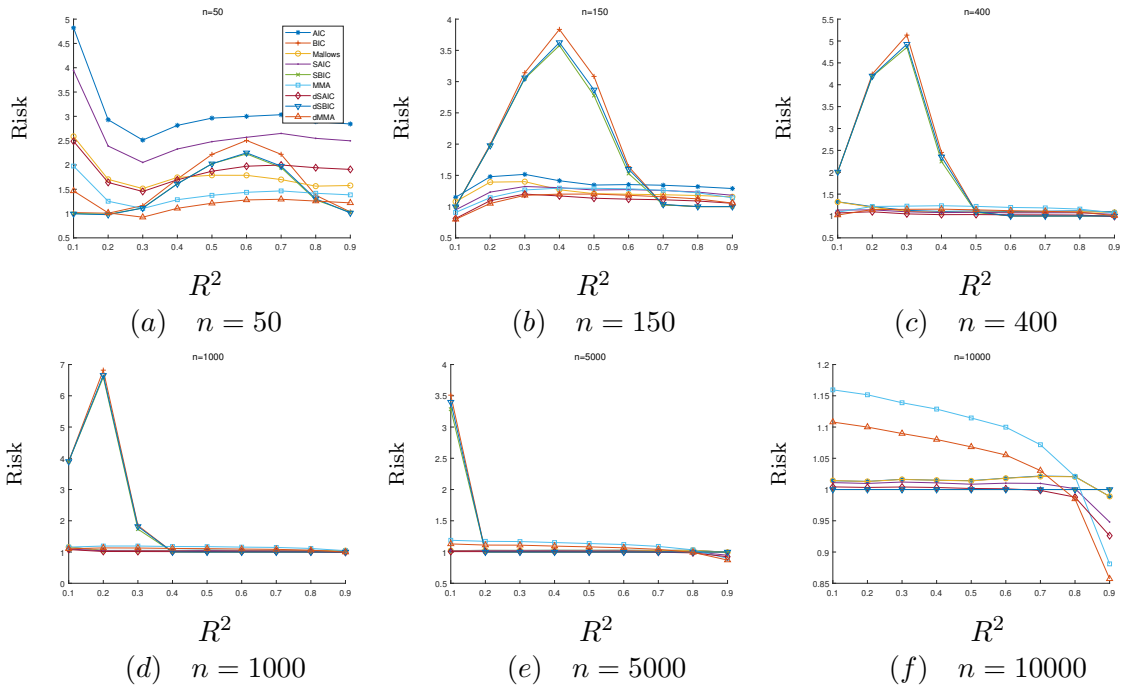 n=50
n=150
n=400
5
4.5
4
3.5
3
2.5
2
1.5
1
0.5
Risk
AIC
BIC
Mallows
SAIC
SBIC
MMA
dSAIC
dSBIC
dMMA
0.1 0.2 0.3 0.4 0.5 0.6 0.7 0.8 0.9
R²
(a) n = 50
4
3.5
3
2.5
2
1.5
1
0.5
Risk
0.1 0.2 0.3 0.4 0.5 0.6 0.7 0.8 0.9
R²
(b) n = 150
5.5
5
4.5
4
3.5
3
2.5
2
1.5
1
0.5
Risk
0.1 0.2 0.3 0.4 0.5 0.6 0.7 0.8 0.9
R²
(c) n = 400
n=1000
n=5000
n=10000
7
6
5
4
3
2
1
0
Risk
0.1 0.2 0.3 0.4 0.5 0.6 0.7 0.8 0.9
R²
(d) n = 1000
4
3.5
3
2.5
2
1.5
1
0.5
Risk
0.1 0.2 0.3 0.4 0.5 0.6 0.7 0.8 0.9
R²
(e) n = 5000
1.2
1.15
1.1
1.05
1
0.95
0.9
0.85
Risk
0.1 0.2 0.3 0.4 0.5 0.6 0.7 0.8 0.9
R²
(f) n = 10000